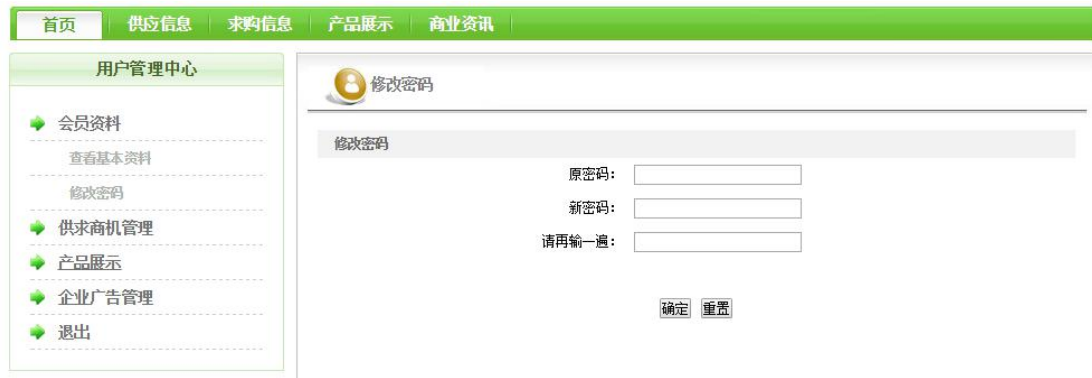 首页 供应信息 求购信息 产品展示 商业资讯
用户管理中心
会员资料
查看基本资料
修改密码
供求商机管理
产品展示
企业广告管理
退出
修改密码
修改密码
原密码:
新密码:
请再输一遍:
确定 重置